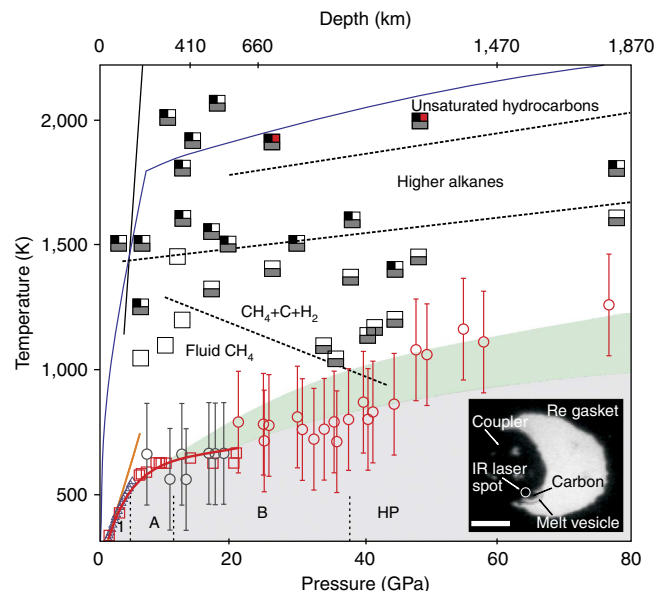 Depth (km)
0 410 660 1,470 1,870
Unsaturated hydrocarbons
2,000
Higher alkanes
1,500
Temperature (K)
CH4+C+H2
1,000
Fluid CH4
Re gasket
Coupler
IR laser
spot
Carbon
Melt vesicle
500
1 A B HP
0 20 40 60 80
Pressure (GPa)